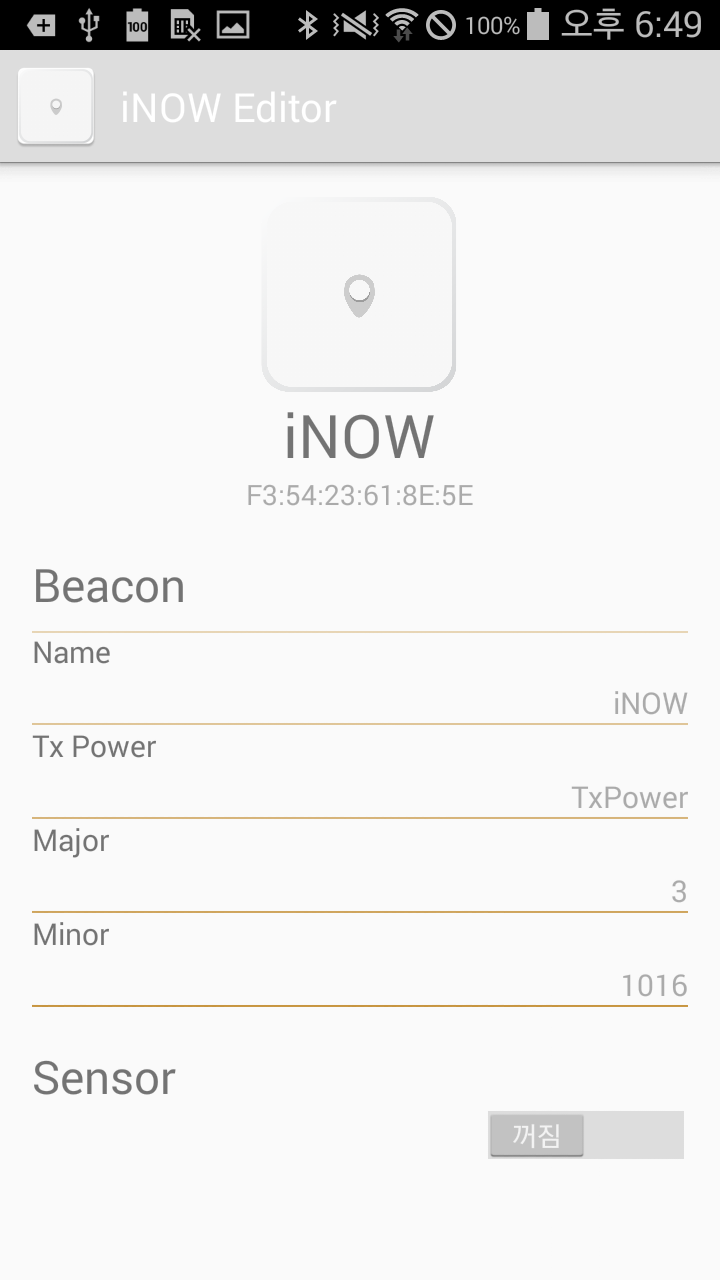 100 100% 오후 6:49
iNOW Editor
iNOW
F3:54:23:61:8E:5E
Beacon
Name
iNOW
Tx Power
TxPower
Major
3
Minor
1016
Sensor
꺼짐